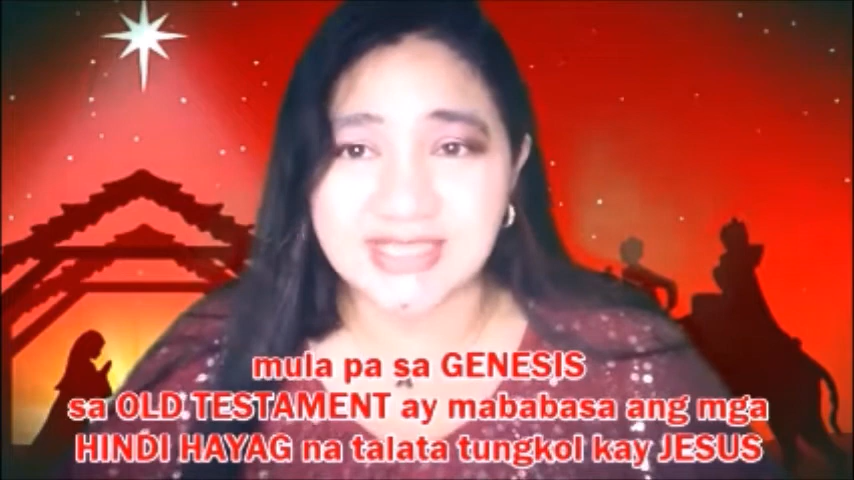 mula pa sa GENESIS
sa OLD TESTAMENT ay mababasa ang mga
HINDI HAYAG na talata tungkol kay JESUS